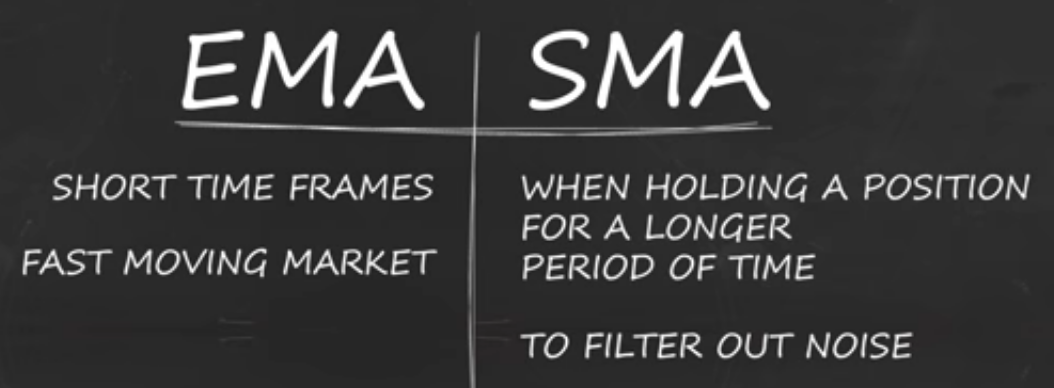 EMA
SHORT TIME FRAMES
FAST MOVING MARKET
SMA
WHEN HOLDING A POSITION
FOR A LONGER
PERIOD OF TIME
TO FILTER OUT NOISE